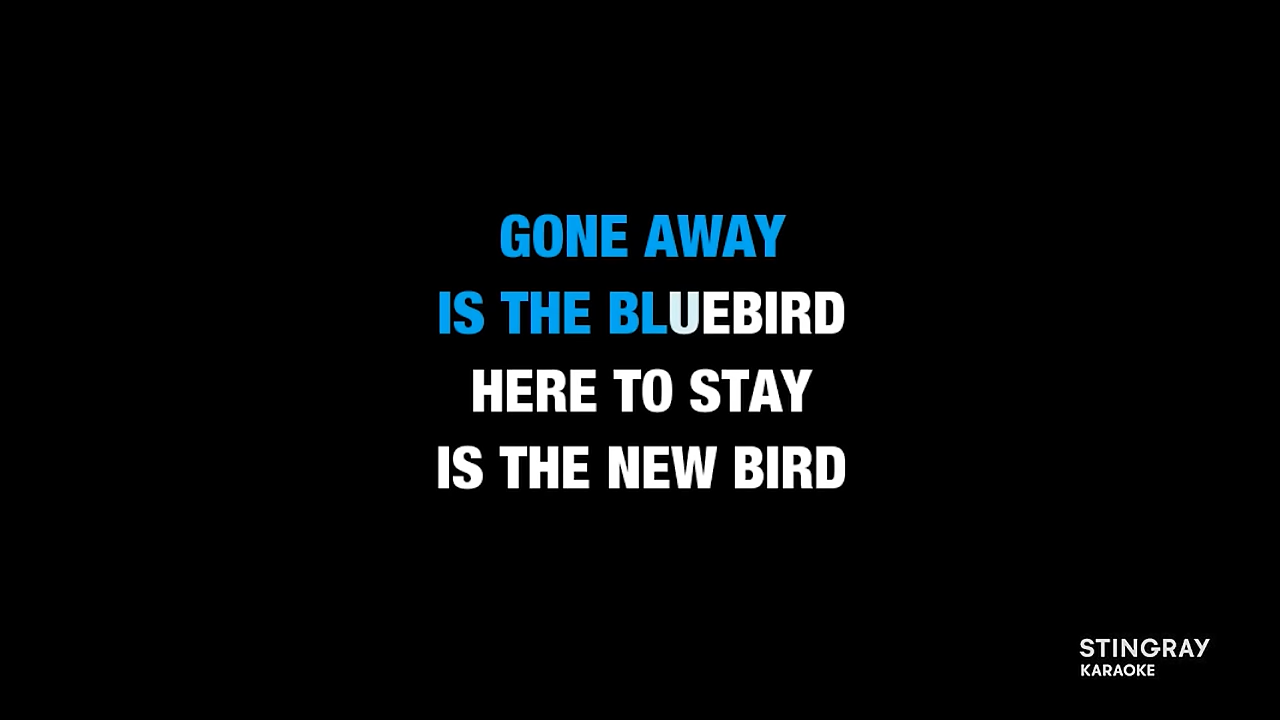 GONE AWAY
IS THE BLUEBIRD
HERE TO STAY
IS THE NEW BIRD
STINGRAY
KARAOKE